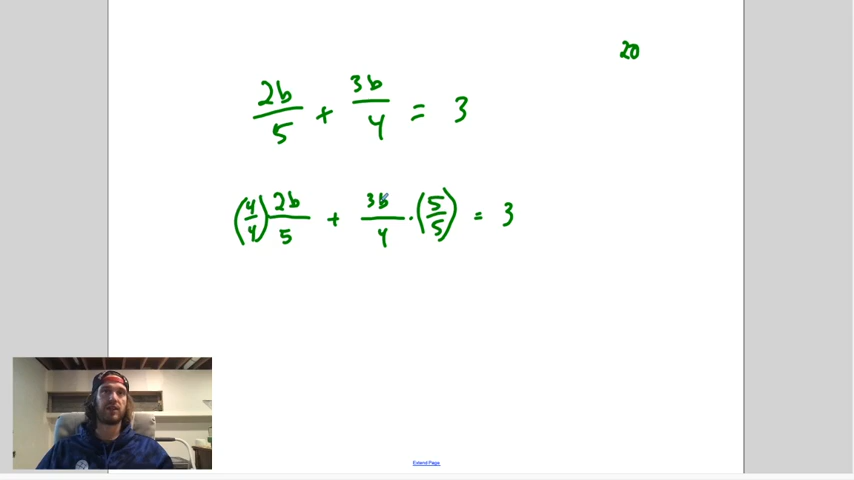 20
2b/5 + 3b/4 = 3
(4/4) 2b/5 + 3b/4 · (5/5) = 3
Extend Page